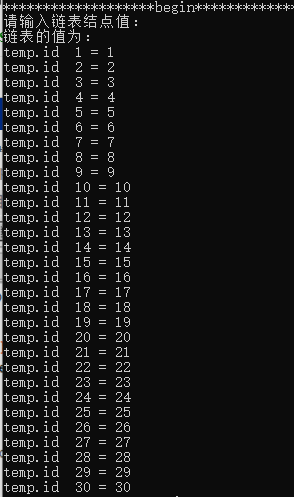 *********************begin*************
请输入链表结点值：
链表的值为：
temp.id  1 = 1
temp.id  2 = 2
temp.id  3 = 3
temp.id  4 = 4
temp.id  5 = 5
temp.id  6 = 6
temp.id  7 = 7
temp.id  8 = 8
temp.id  9 = 9
temp.id  10 = 10
temp.id  11 = 11
temp.id  12 = 12
temp.id  13 = 13
temp.id  14 = 14
temp.id  15 = 15
temp.id  16 = 16
temp.id  17 = 17
temp.id  18 = 18
temp.id  19 = 19
temp.id  20 = 20
temp.id  21 = 21
temp.id  22 = 22
temp.id  23 = 23
temp.id  24 = 24
temp.id  25 = 25
temp.id  26 = 26
temp.id  27 = 27
temp.id  28 = 28
temp.id  29 = 29
temp.id  30 = 30